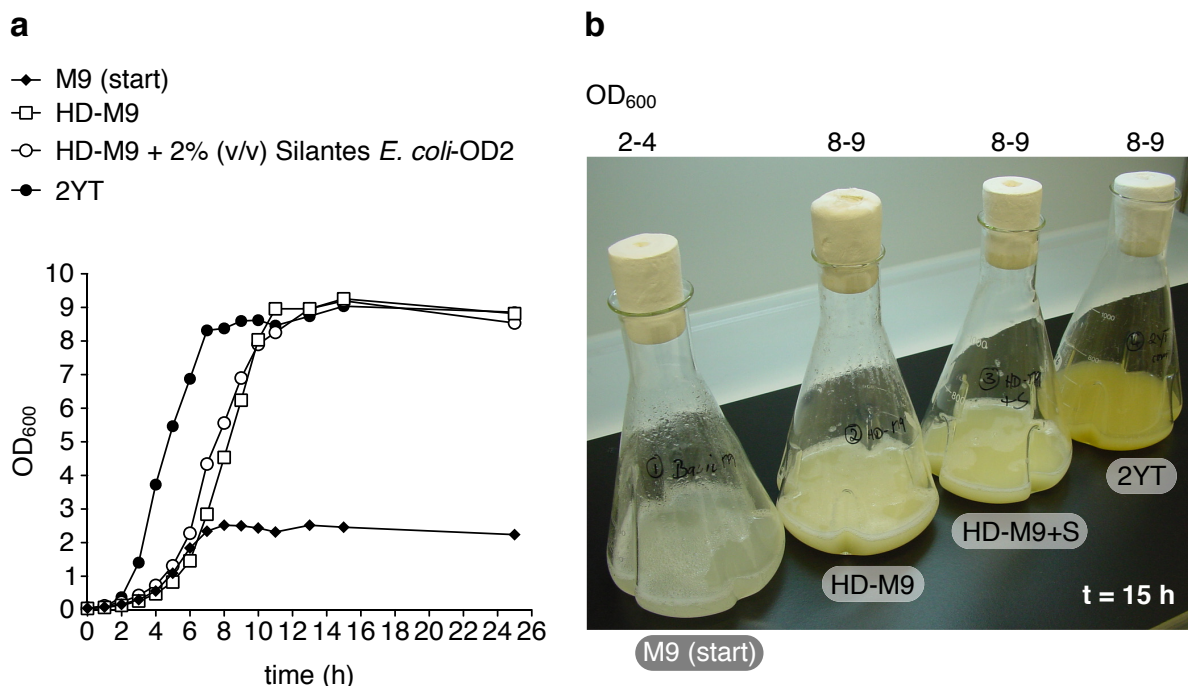 a
M9 (start)
HD-M9
HD-M9 + 2% (v/v) Silantes E. coli-OD2
2YT
10
9
8
7
6
5
4
3
2
1
0
OD600
0 2 4 6 8 10 12 14 16 18 20 22 24 26
time (h)
b
OD600
2-4 8-9 8-9 8-9
① 
② HD-M9
③ HD-M9
+S
2YT
1000
800
2YT
HD-M9+S
HD-M9
t = 15 h
M9 (start)